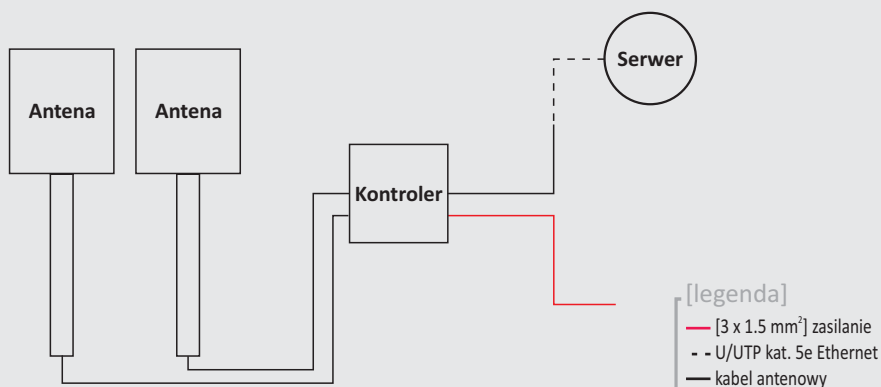 Serwer
Antena
Antena
Kontroler
[legenda]
[3 x 1.5 mm²] zasilanie
U/UTP kat. 5e Ethernet
kabel antenowy